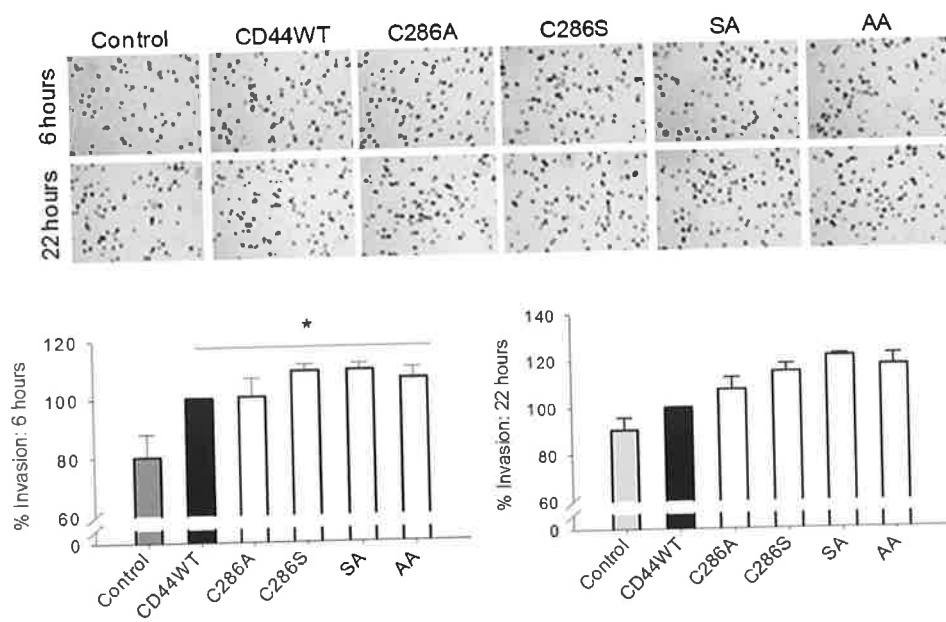 Control CD44WT C286A C286S SA AA
6 hours
22 hours
*
% Invasion: 6 hours
120
100
80
60
0
Control CD44WT C286A C286S SA AA
% Invasion: 22 hours
140
120
100
80
60
0
Control CD44WT C286A C286S SA AA